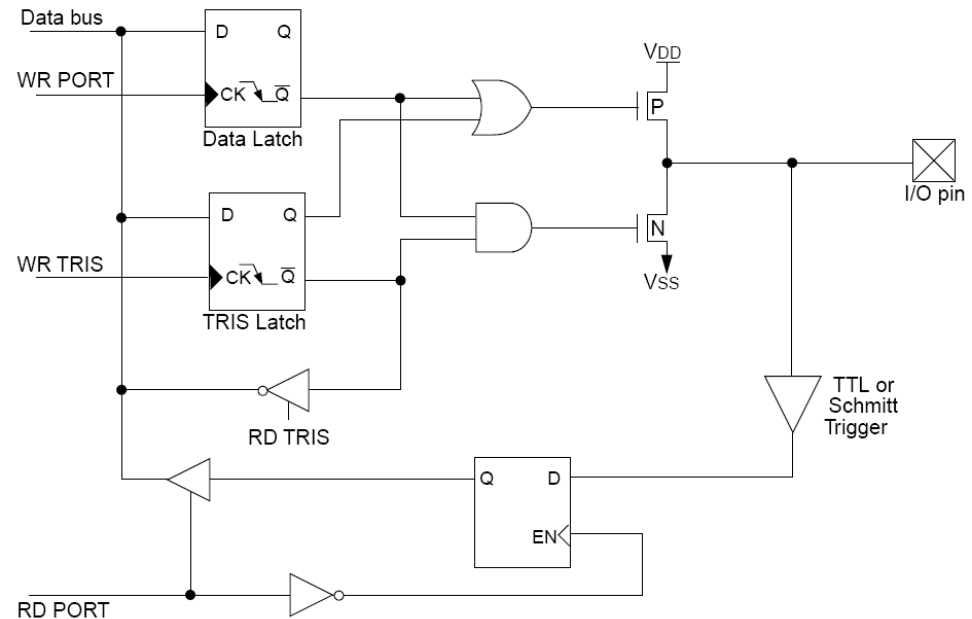 Data bus
D Q
VDD
WR PORT
CK Q
P
Data Latch
I/O pin
D Q
N
WR TRIS
CK Q
VSS
TRIS Latch
TTL or
Schmitt
Trigger
RD TRIS
Q D
EN
RD PORT